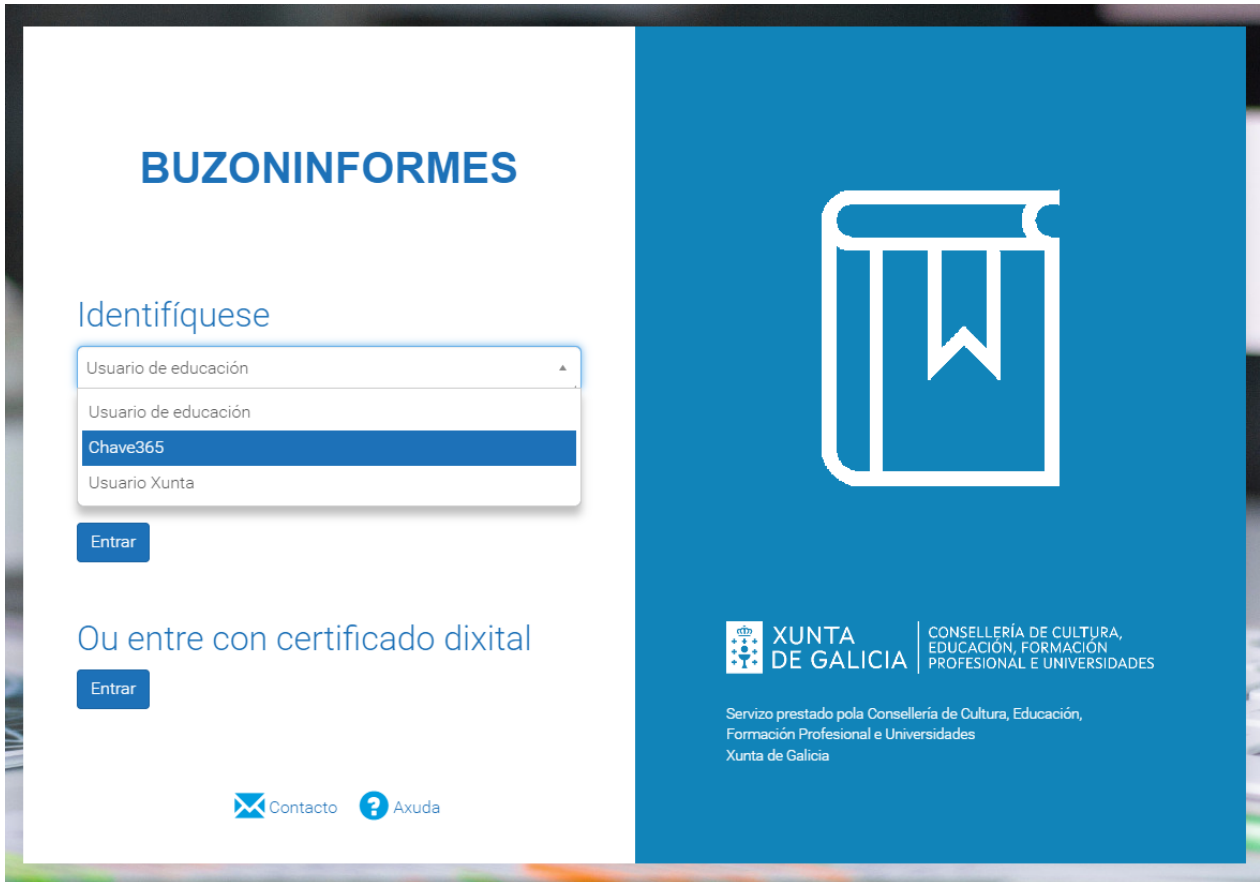 BUZONINFORMES
Identifíquese
Usuario de educación
Usuario de educación
Chave365
Usuario Xunta
Entrar
Ou entre con certificado dixital
Entrar
Contacto
Axuda
XUNTA
DE GALICIA
CONSELLERÍA DE CULTURA,
EDUCACIÓN, FORMACIÓN
PROFESIONAL E UNIVERSIDADES
Servizo prestado pola Consellería de Cultura, Educación,
Formación Profesional e Universidades
Xunta de Galicia